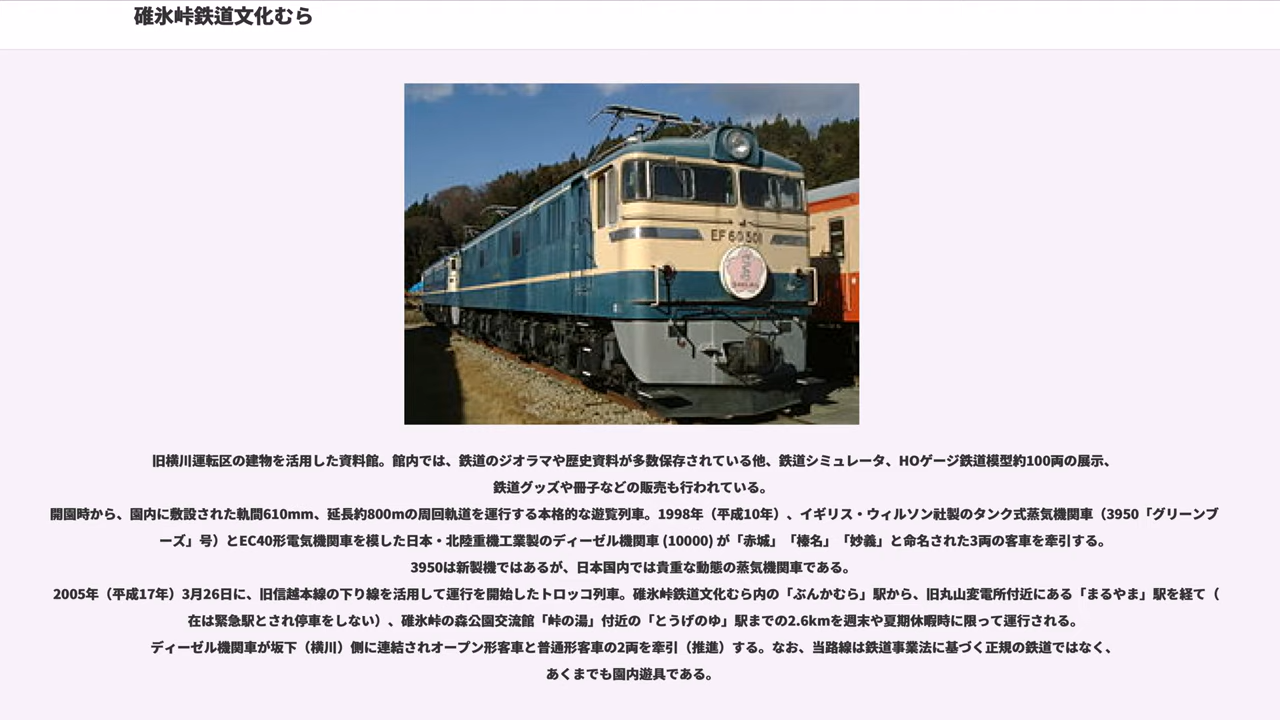 碓氷峠鉄道文化むら
EF60 501
旧横川運転区の建物を活用した資料館。館内では、鉄道のジオラマや歴史資料が多数保存されている他、鉄道シミュレータ、HOゲージ鉄道模型約100両の展示、
鉄道グッズや冊子などの販売も行われている。
開園時から、園内に敷設された軌間610mm、延長約800mの周回軌道を運行する本格的な遊覧列車。1998年（平成10年）、イギリス・ウィルソン社製のタンク式蒸気機関車（3950「グリーンブ
ーズ」号）とEC40形電気機関車を模した日本・北陸重機工業製のディーゼル機関車 (10000) が「赤城」「榛名」「妙義」と命名された3両の客車を牽引する。
3950は新製機ではあるが、日本国内では貴重な動態の蒸気機関車である。
2005年（平成17年）3月26日に、旧信越本線の下り線を活用して運行を開始したトロッコ列車。碓氷峠鉄道文化むら内の「ぶんかむら」駅から、旧丸山変電所付近にある「まるやま」駅を経て（
在は緊急駅とされ停車をしない）、碓氷峠の森公園交流館「峠の湯」付近の「とうげのゆ」駅までの2.6kmを週末や夏期休暇時に限って運行される。
ディーゼル機関車が坂下（横川）側に連結されオープン形客車と普通形客車の2両を牽引（推進）する。なお、当路線は鉄道事業法に基づく正規の鉄道ではなく、
あくまでも園内遊具である。